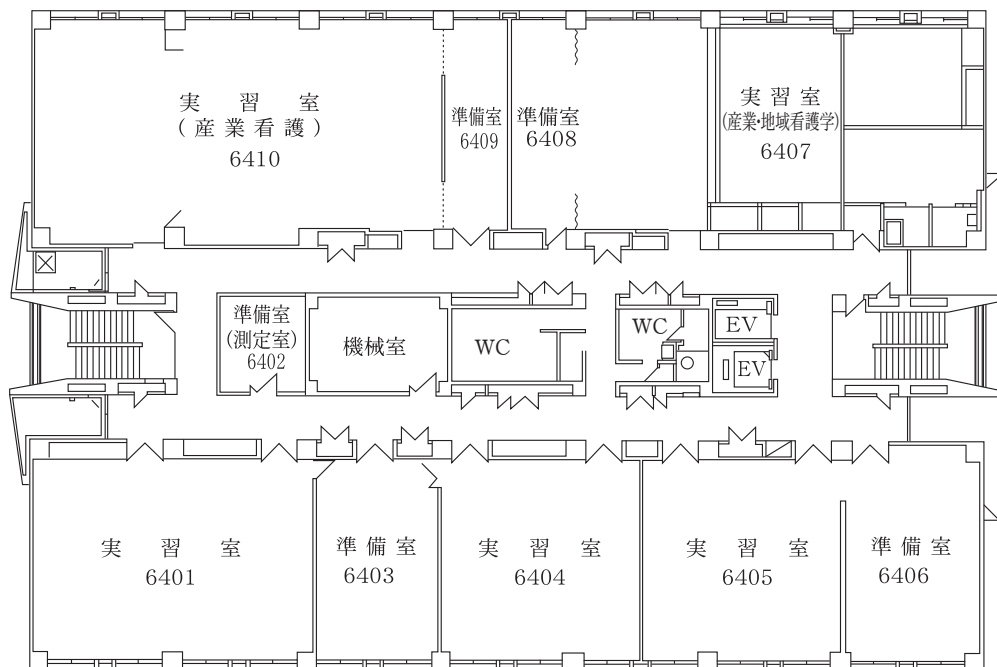 実習室
(産業看護)
6410
準備室
6409
準備室
6408
実習室
(産業・地域看護学)
6407
準備室
(測定室)
6402
機械室
WC
WC
EV
EV
実習室
6401
準備室
6403
実習室
6404
実習室
6405
準備室
6406